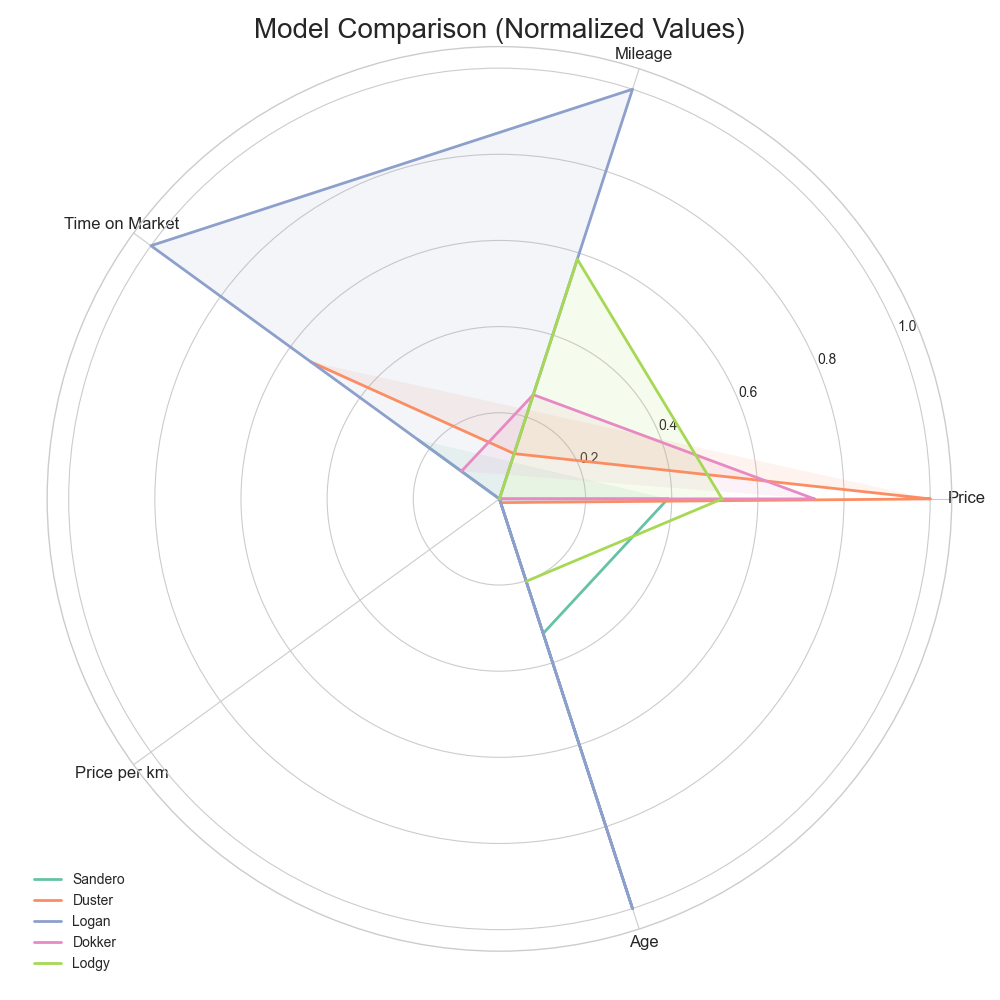 Model Comparison (Normalized Values)
Mileage
Time on Market
1.0
0.8
0.6
0.4
0.2
Price
Price per km
Age
Sandero
Duster
Logan
Dokker
Lodgy